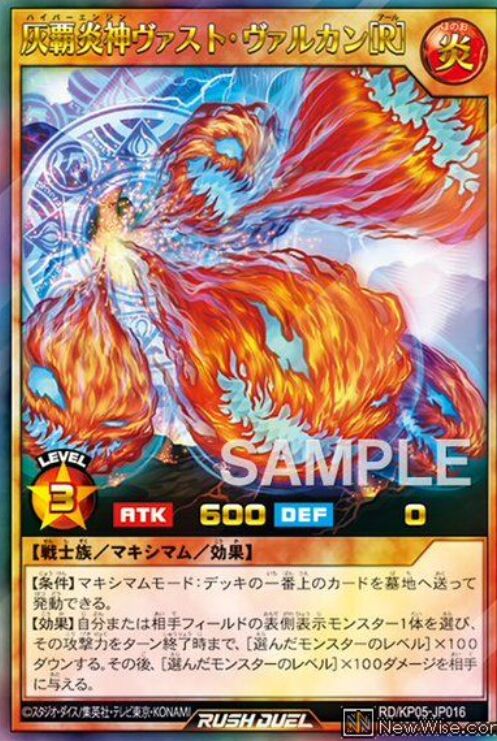 ハイパーエンジン
アール
灰覇炎神ヴァスト・ヴァルカン[R]
ほのお
炎
SAMPLE
LEVEL
3
ATK 600 DEF 0
【戦士族／マキシマム／効果】
【条件】マキシマムモード：デッキの一番上のカードを墓地へ送って
発動できる。
【効果】自分または相手フィールドの表側表示モンスター1体を選び、
その攻撃力をターン終了時まで、［選んだモンスターのレベル］×100
ダウンする。その後、［選んだモンスターのレベル］×100ダメージを相手
に与える。
©スタジオ・ダイス/集英社・テレビ東京・KONAMI
RUSH DUEL
RD/KP05-JP016
NewWise.com